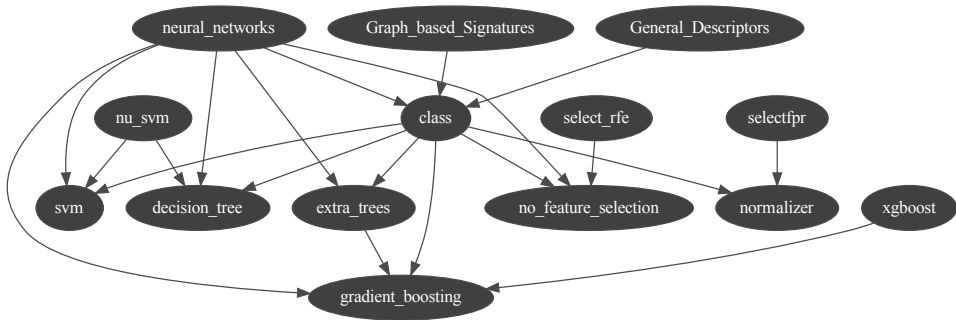 neural_networks
Graph_based_Signatures
General_Descriptors
nu_svm
class
select_rfe
selectfpr
svm
decision_tree
extra_trees
no_feature_selection
normalizer
xgboost
gradient_boosting